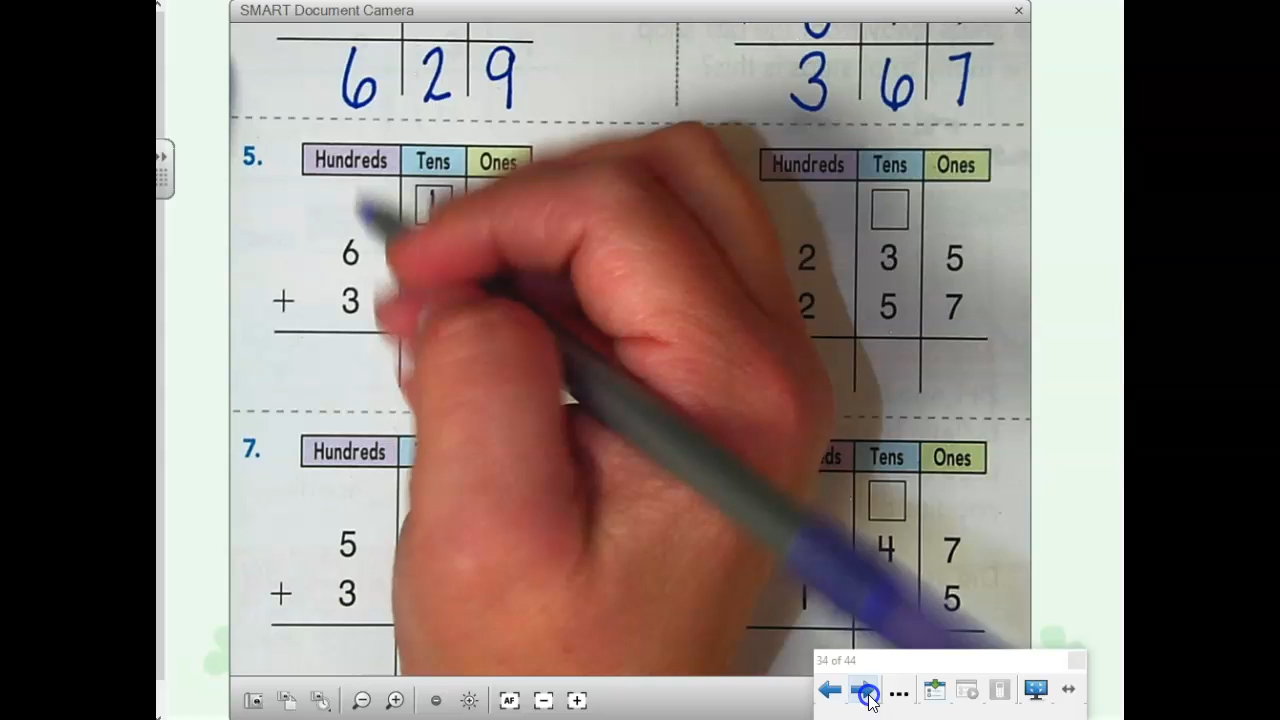 SMART Document Camera
6 2 9
3 6 7
5. Hundreds Tens Ones
1
6
+ 3
Hundreds Tens Ones
2 3 5
2 5 7
7. Hundreds
5
+ 3
ds Tens Ones
4 7
1 5
34 of 44
AF